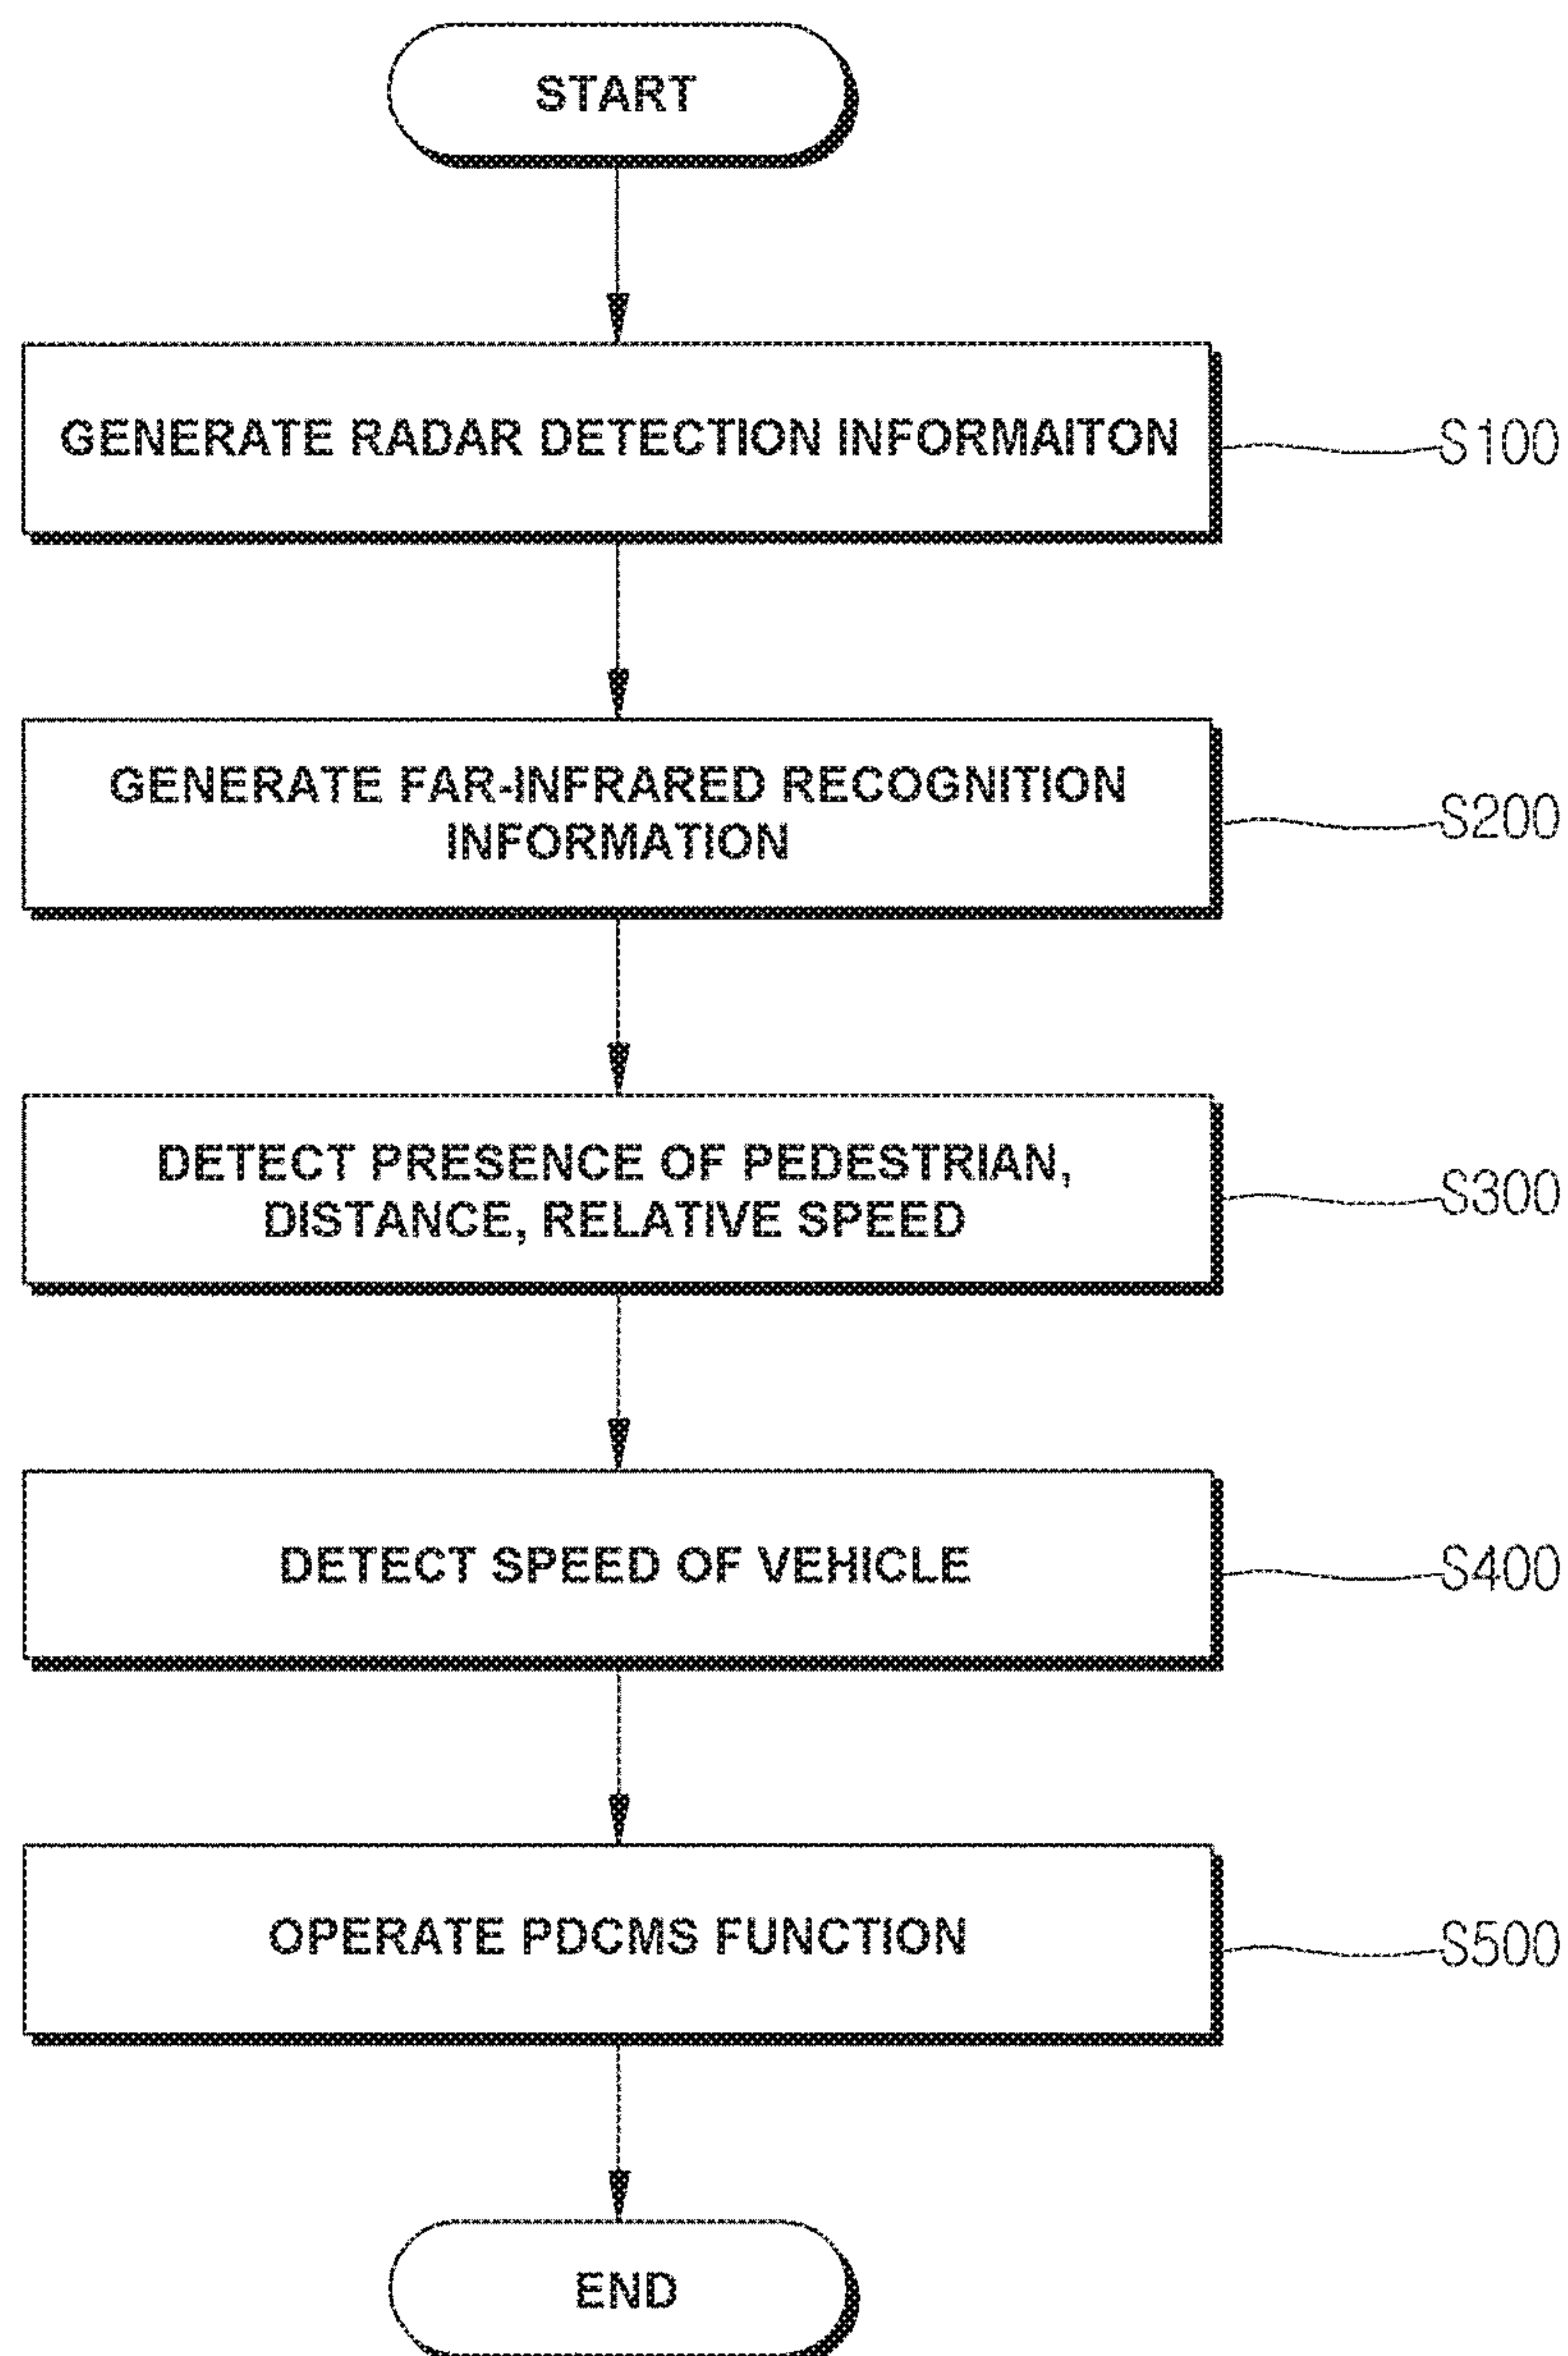 START
GENERATE RADAR DETECTION INFORMAITON
S100
GENERATE FAR-INFRARED RECOGNITION
INFORMATION
S200
DETECT PRESENCE OF PEDESTRIAN,
DISTANCE, RELATIVE SPEED
S300
DETECT SPEED OF VEHICLE
S400
OPERATE PDCMS FUNCTION
S500
END